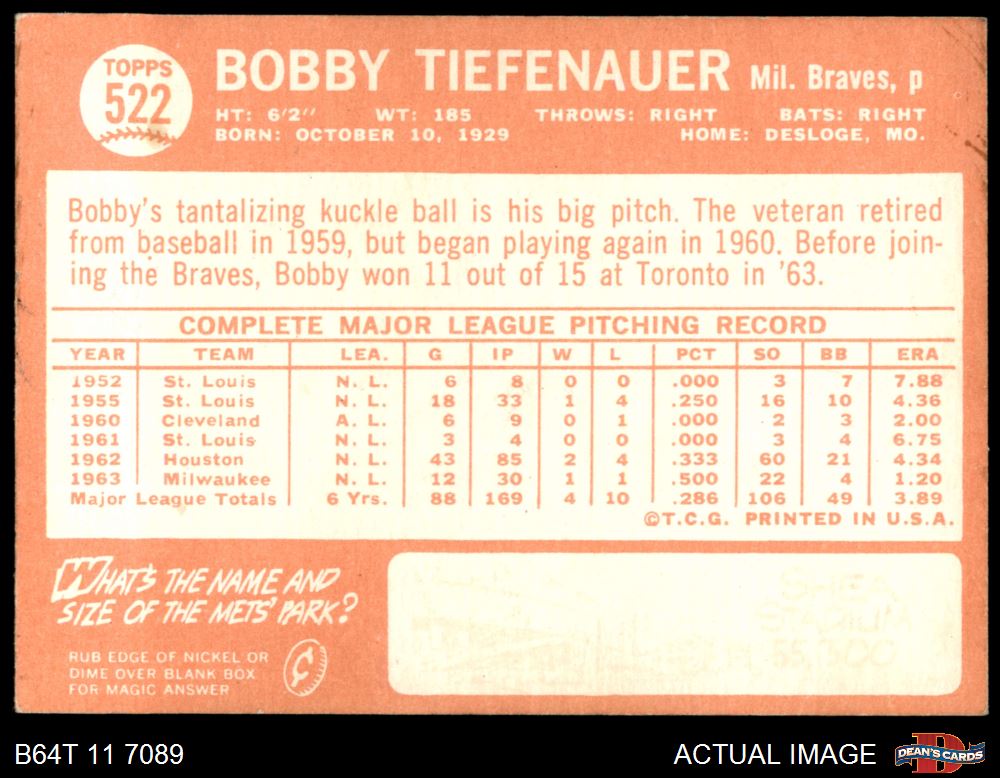 TOPPS
522
BOBBY TIEFENAUER Mil. Braves, p
HT: 6'2" WT: 185 THROWS: RIGHT BATS: RIGHT
BORN: OCTOBER 10, 1929 HOME: DESLOGE, MO.
Bobby's tantalizing kuckle ball is his big pitch. The veteran retired
from baseball in 1959, but began playing again in 1960. Before join-
ing the Braves, Bobby won 11 out of 15 at Toronto in '63.
COMPLETE MAJOR LEAGUE PITCHING RECORD
YEAR TEAM LEA. G IP W L PCT SO BB ERA
1952 St. Louis N. L. 6 8 0 0 .000 3 7 7.88
1955 St. Louis N. L. 18 33 1 4 .250 16 10 4.36
1960 Cleveland A. L. 6 9 0 1 .000 2 3 2.00
1961 St. Louis N. L. 3 4 0 0 .000 3 4 6.75
1962 Houston N. L. 43 85 2 4 .333 60 21 4.34
1963 Milwaukee N. L. 12 30 1 1 .500 22 4 1.20
Major League Totals 6 Yrs. 88 169 4 10 .286 106 49 3.89
©T.C.G. PRINTED IN U.S.A.
WHAT'S THE NAME AND
SIZE OF THE METS' PARK?
RUB EDGE OF NICKEL OR
DIME OVER BLANK BOX
FOR MAGIC ANSWER
¢
SHEA
STADIUM
55,300
B64T 11 7089 ACTUAL IMAGE
DEAN'S CARDS